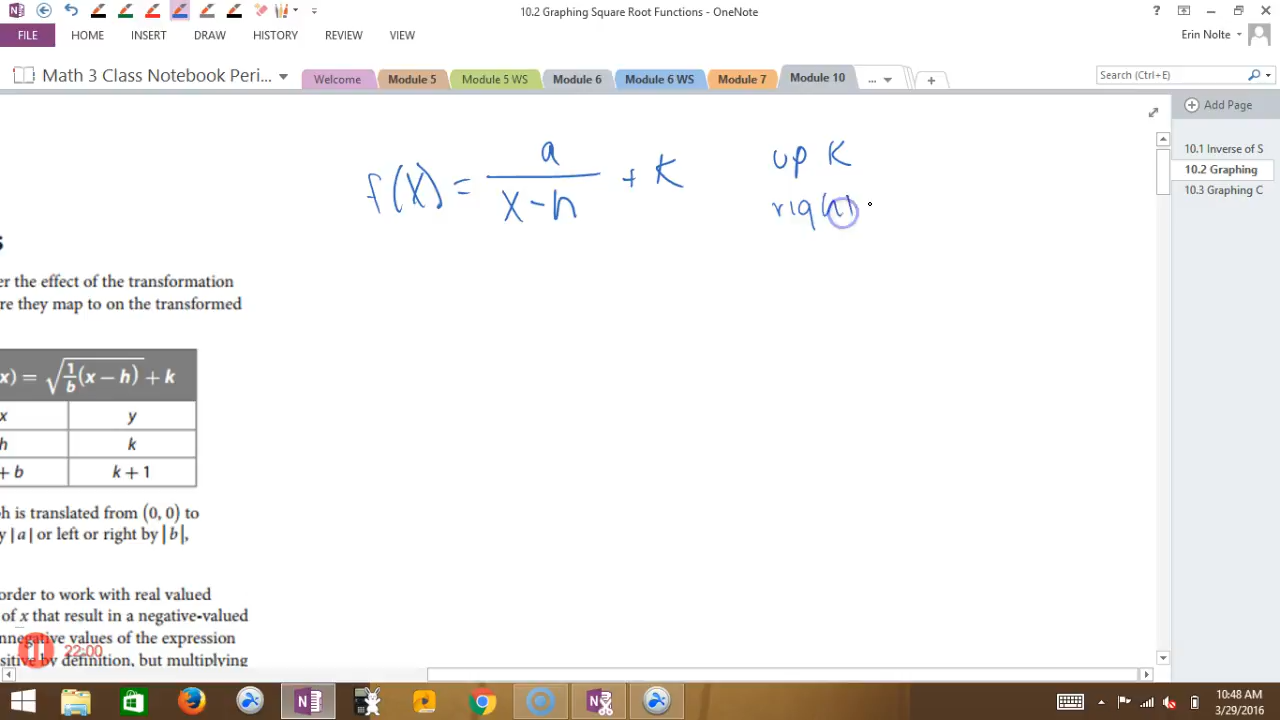 10.2 Graphing Square Root Functions - OneNote
FILE HOME INSERT DRAW HISTORY REVIEW VIEW
Erin Nolte
Math 3 Class Notebook Peri...
Welcome Module 5 Module 5 WS Module 6 Module 6 WS Module 7 Module 10 ...
Search (Ctrl+E)
Add Page
10.1 Inverse of S
10.2 Graphing
10.3 Graphing C
f(x) = a / (x - h) + k
up k
right
s
er the effect of the transformation
re they map to on the transformed
x) = √(1/b (x − h)) + k
x y
h k
+ b k + 1
h is translated from (0, 0) to
y |a| or left or right by |b|,
order to work with real valued
of x that result in a negative-valued
nnegative values of the expression
sitive by definition, but multiplying
22:00
10:48 AM
3/29/2016